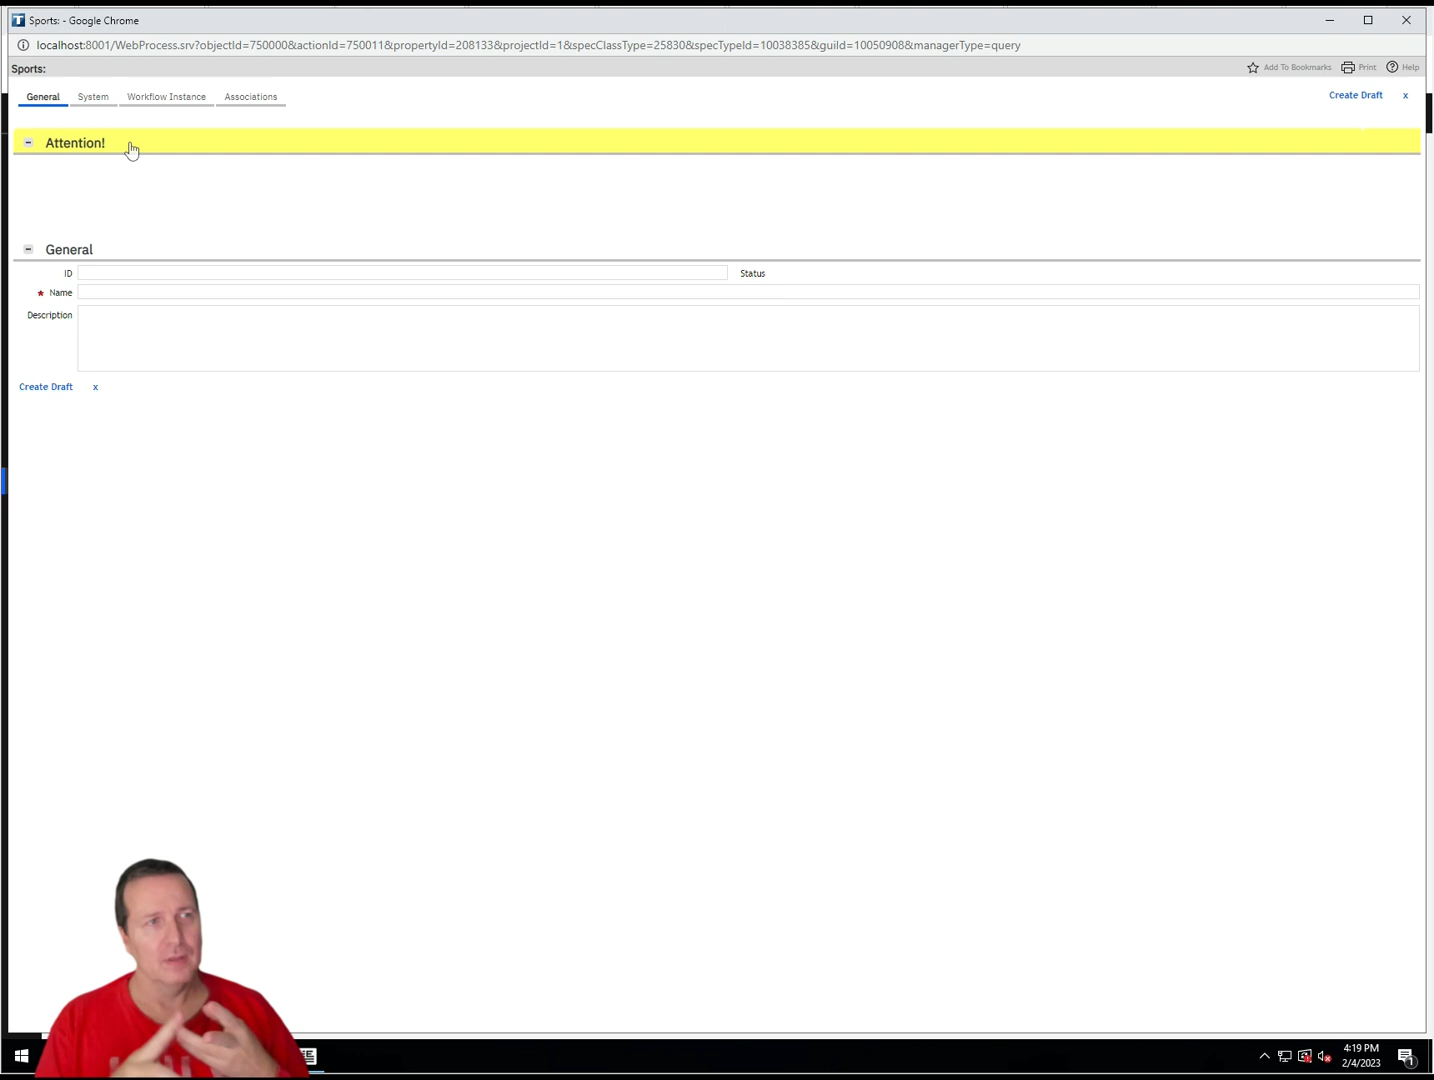 Sports: - Google Chrome
localhost:8001/WebProcess.srv?objectId=750000&actionId=750011&propertyId=208133&projectId=1&specClassType=25830&specTypeId=10038385&guiId=10050908&managerType=query
Sports:
Add To Bookmarks Print Help
General System Workflow Instance Associations
Create Draft x
Attention!
General
ID
Status
* Name
Description
Create Draft x
4:19 PM
2/4/2023
1